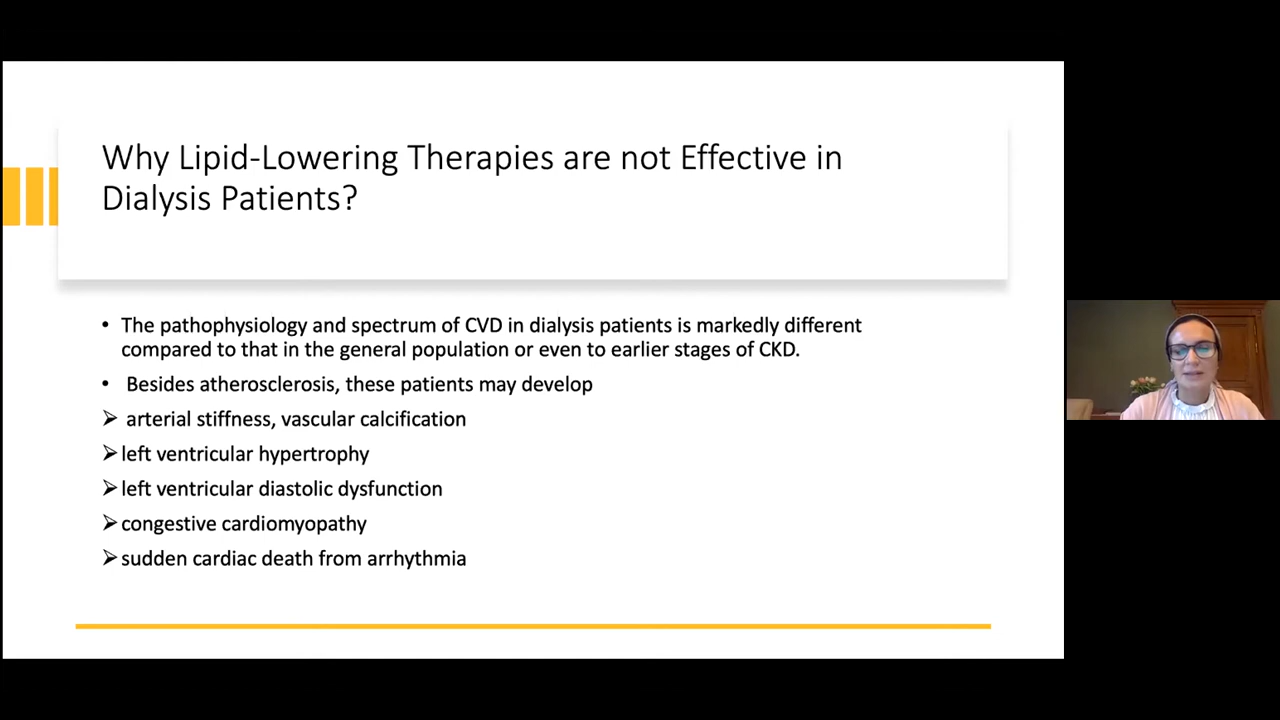 Why Lipid-Lowering Therapies are not Effective in
Dialysis Patients?
• The pathophysiology and spectrum of CVD in dialysis patients is markedly different
compared to that in the general population or even to earlier stages of CKD.
• Besides atherosclerosis, these patients may develop
➢ arterial stiffness, vascular calcification
➢ left ventricular hypertrophy
➢ left ventricular diastolic dysfunction
➢ congestive cardiomyopathy
➢ sudden cardiac death from arrhythmia